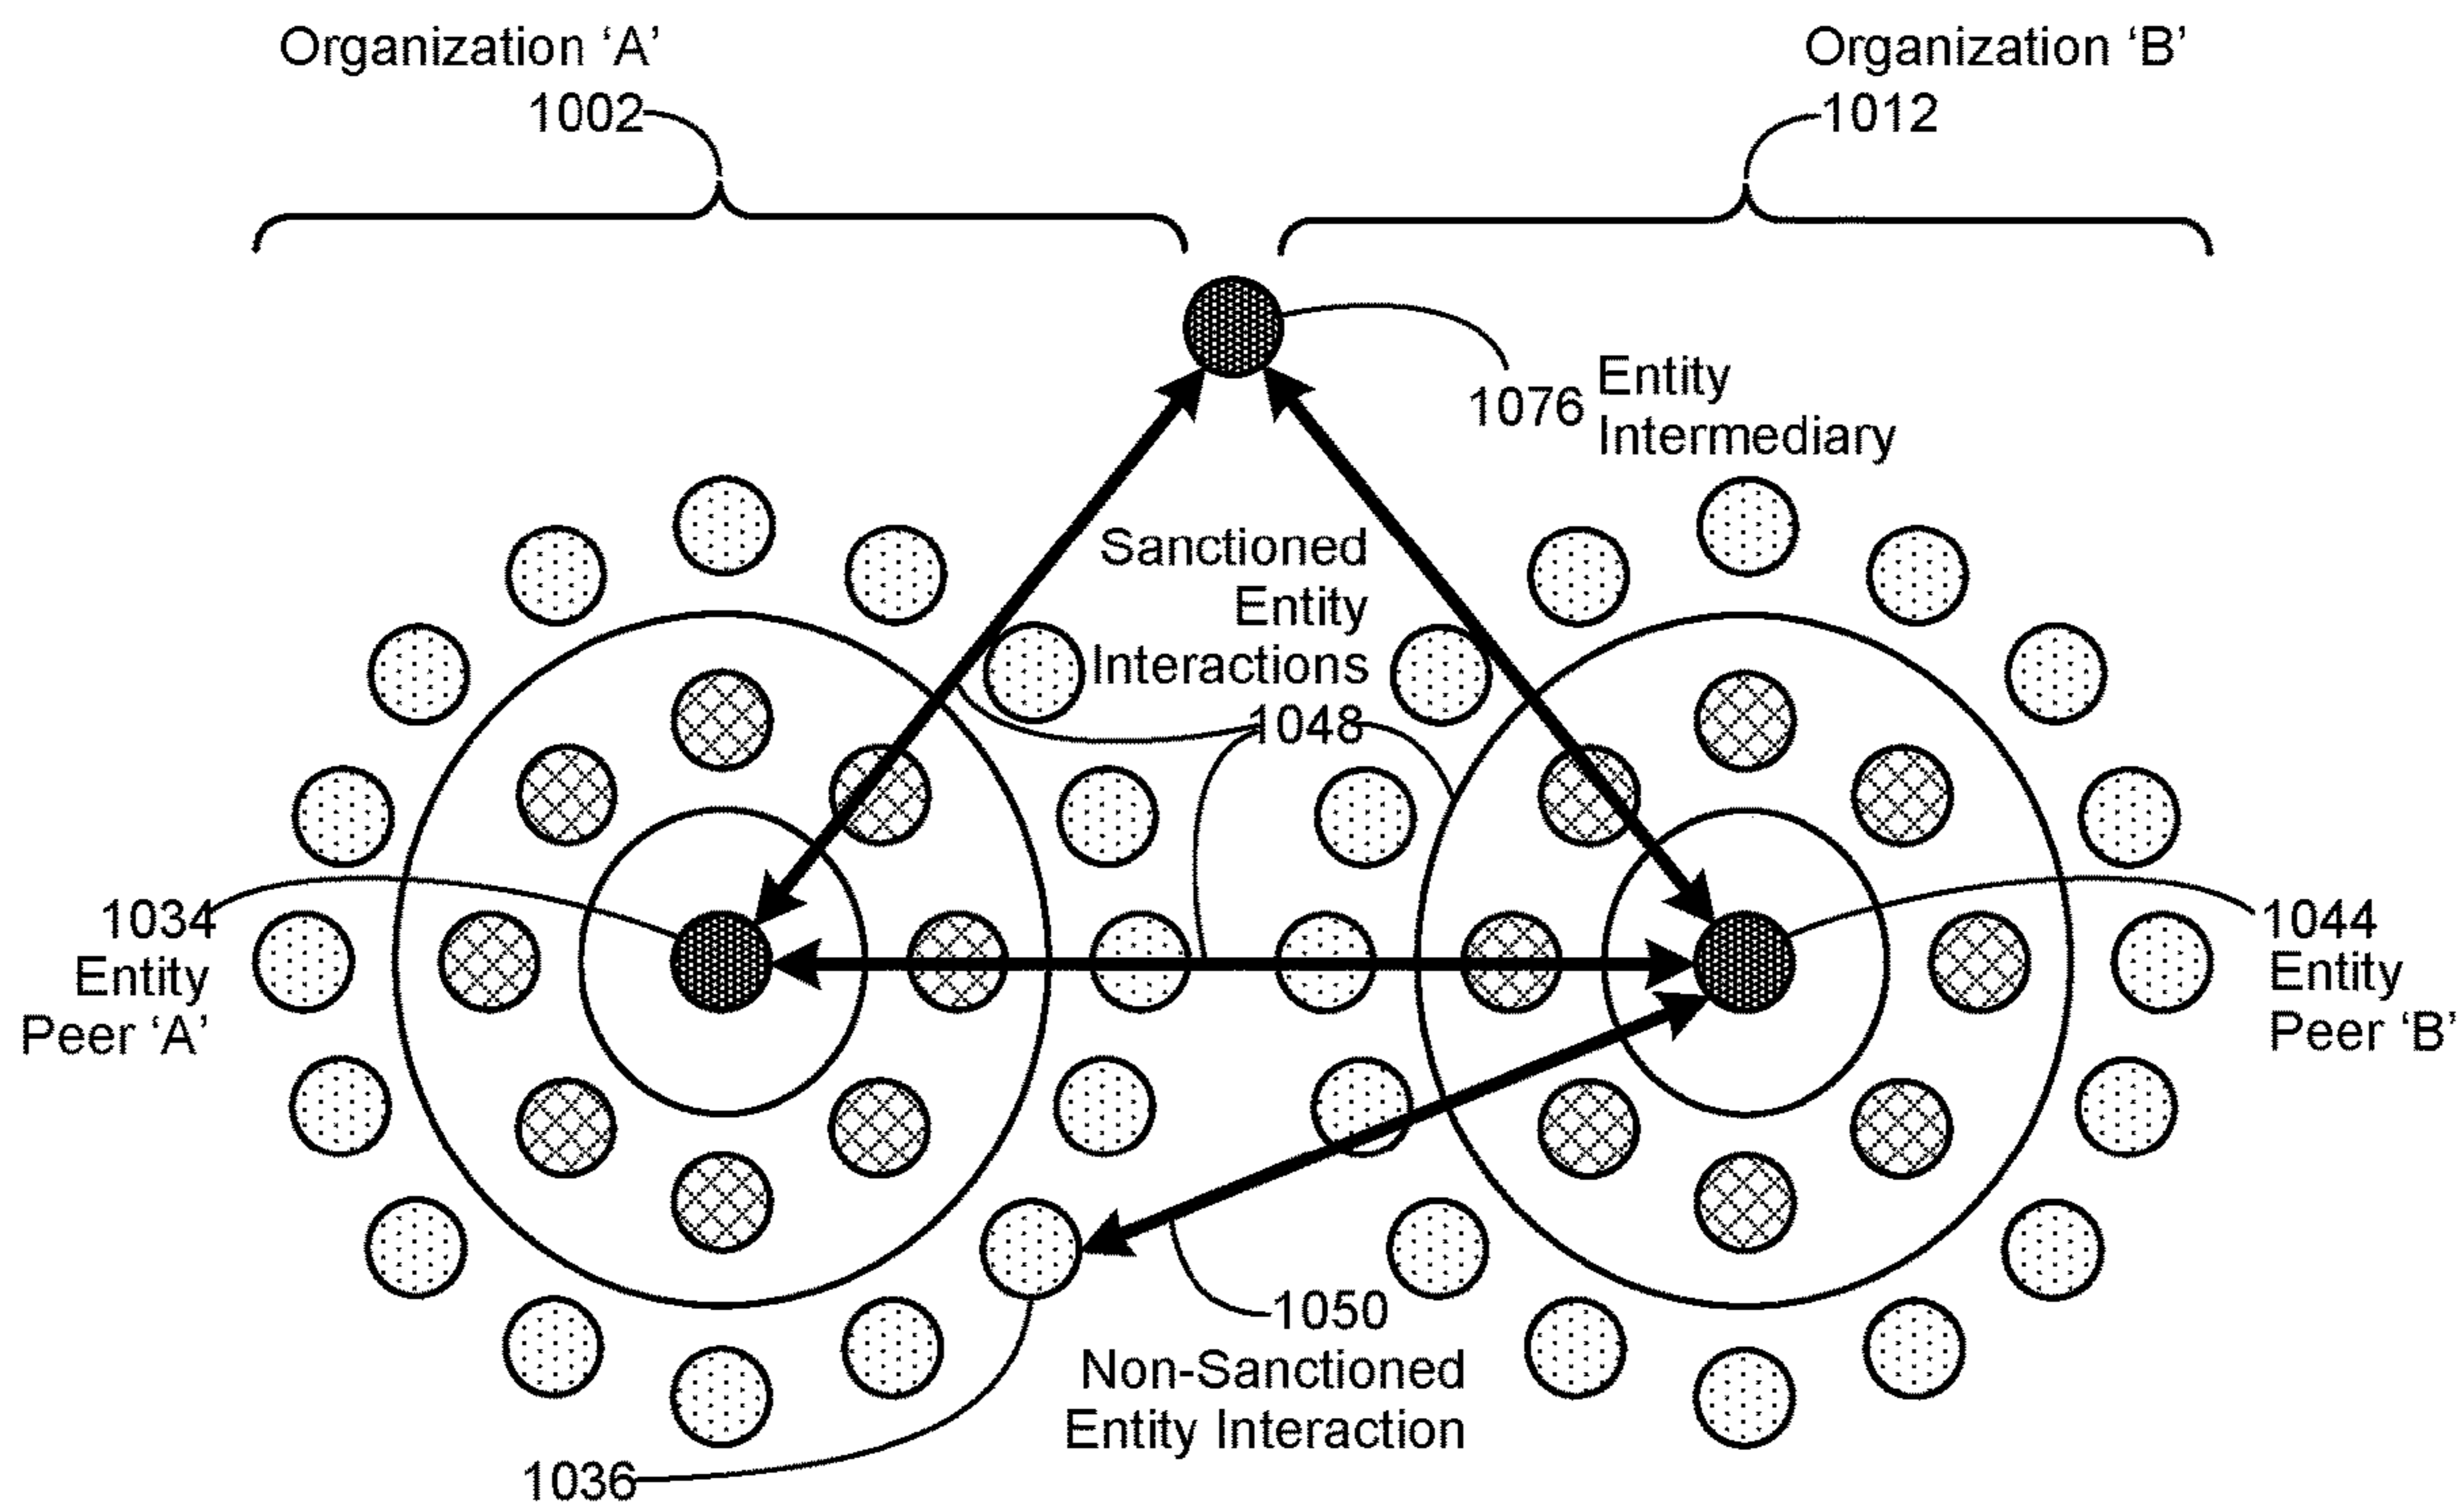 Organization ‘A’
1002
Organization ‘B’
1012
1076
Entity
Intermediary
Sanctioned
Entity
Interactions
1048
1034
Entity
Peer ‘A’
1044
Entity
Peer ‘B’
1050
Non-Sanctioned
Entity Interaction
1036